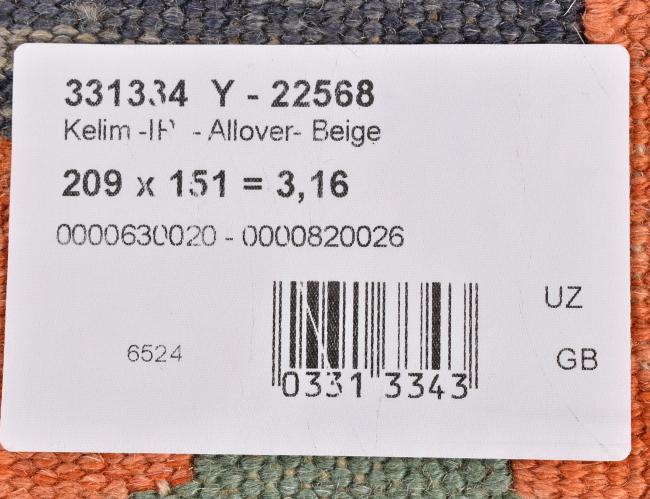 331334 Y - 22568
Kelim - - Allover- Beige
209 x 151 = 3,16
0000630020 - 0000820026
UZ
6524
GB
0331 3343